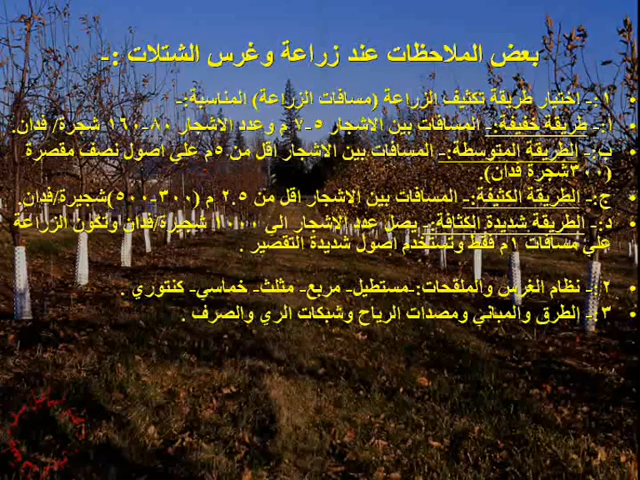 بعض الملاحظات عند زراعة وغرس الشتلات :-
• ١:- اختيار طريقة تكثيف الزراعة (مسافات الزراعة) المناسبة:-
• ا:- طريقة خفيفة:- المسافات بين الاشجار ٥-٧ م وعدد الاشجار ٨٠-١٦٠ شجرة/ فدان.
• ب:- الطريقة المتوسطة:- المسافات بين الاشجار اقل من ٥م علي اصول نصف مقصرة
(٣٠٠شجرة فدان).
• ج:- الطريقة الكثيفة:- المسافات بين الاشجار اقل من ٢.٥ م (٣٠٠-٥٠٠)شجيرة/فدان.
• د:- الطريقة شديدة الكثافة:- يصل عدد الاشجار الي ١٠٠٠ شجيرة/فدان وتكون الزراعة
علي مسافات ١م فقط وتستخدم اصول شديدة التقصير .
• ٢:- نظام الغرس والملقحات:-مستطيل- مربع- مثلث- خماسي- كنتوري .
• ٣:- الطرق والمباني ومصدات الرياح وشبكات الري والصرف .